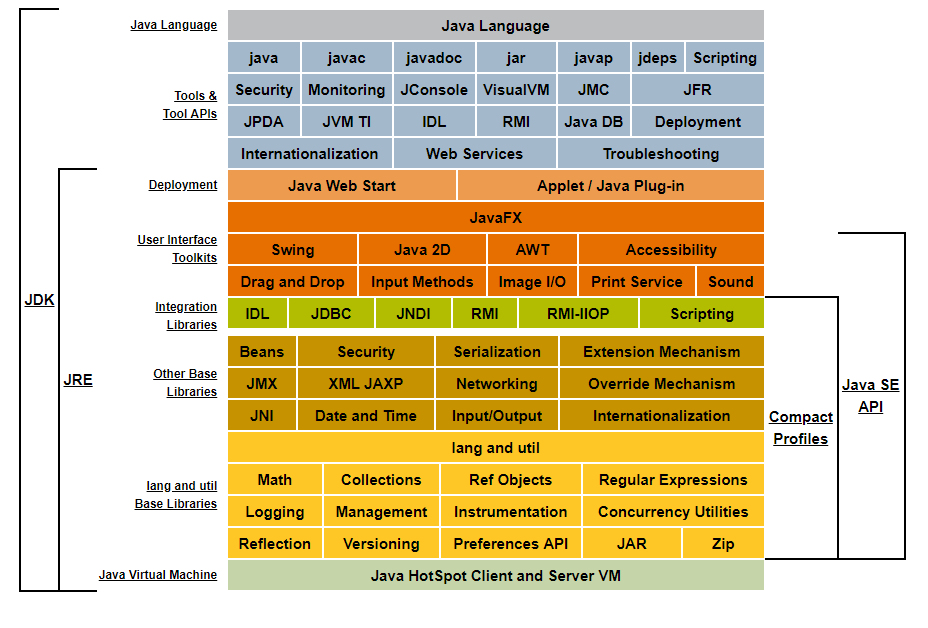 Java Language Java Language
java javac javadoc jar javap jdeps Scripting
Tools & Tool APIs
Security Monitoring JConsole VisualVM JMC JFR
JPDA JVM TI IDL RMI Java DB Deployment
Internationalization Web Services Troubleshooting
Deployment Java Web Start Applet / Java Plug-in
JavaFX
User Interface Toolkits
Swing Java 2D AWT Accessibility
Drag and Drop Input Methods Image I/O Print Service Sound
JDK
Integration Libraries
IDL JDBC JNDI RMI RMI-IIOP Scripting
Beans Security Serialization Extension Mechanism
JRE
Other Base Libraries
JMX XML JAXP Networking Override Mechanism
Java SE API
JNI Date and Time Input/Output Internationalization
Compact Profiles
lang and util
lang and util Base Libraries
Math Collections Ref Objects Regular Expressions
Logging Management Instrumentation Concurrency Utilities
Reflection Versioning Preferences API JAR Zip
Java Virtual Machine Java HotSpot Client and Server VM